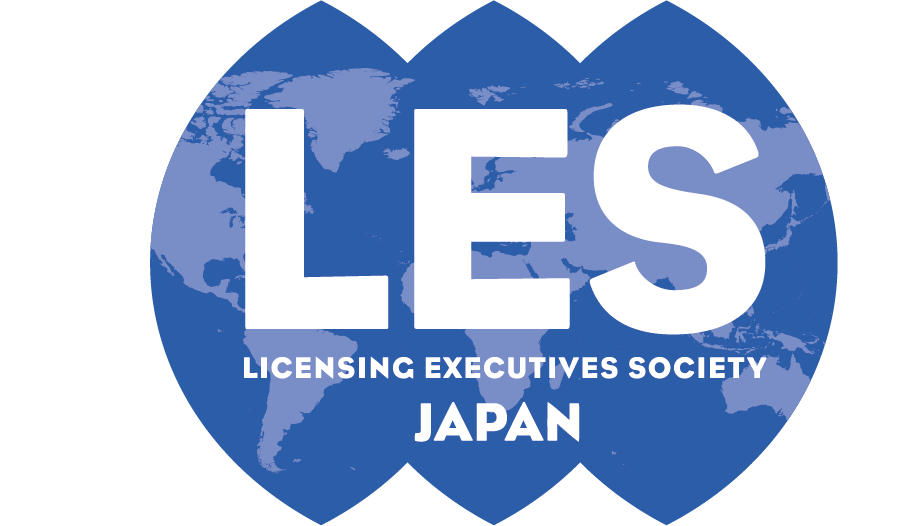 LES
LICENSING EXECUTIVES SOCIETY
JAPAN